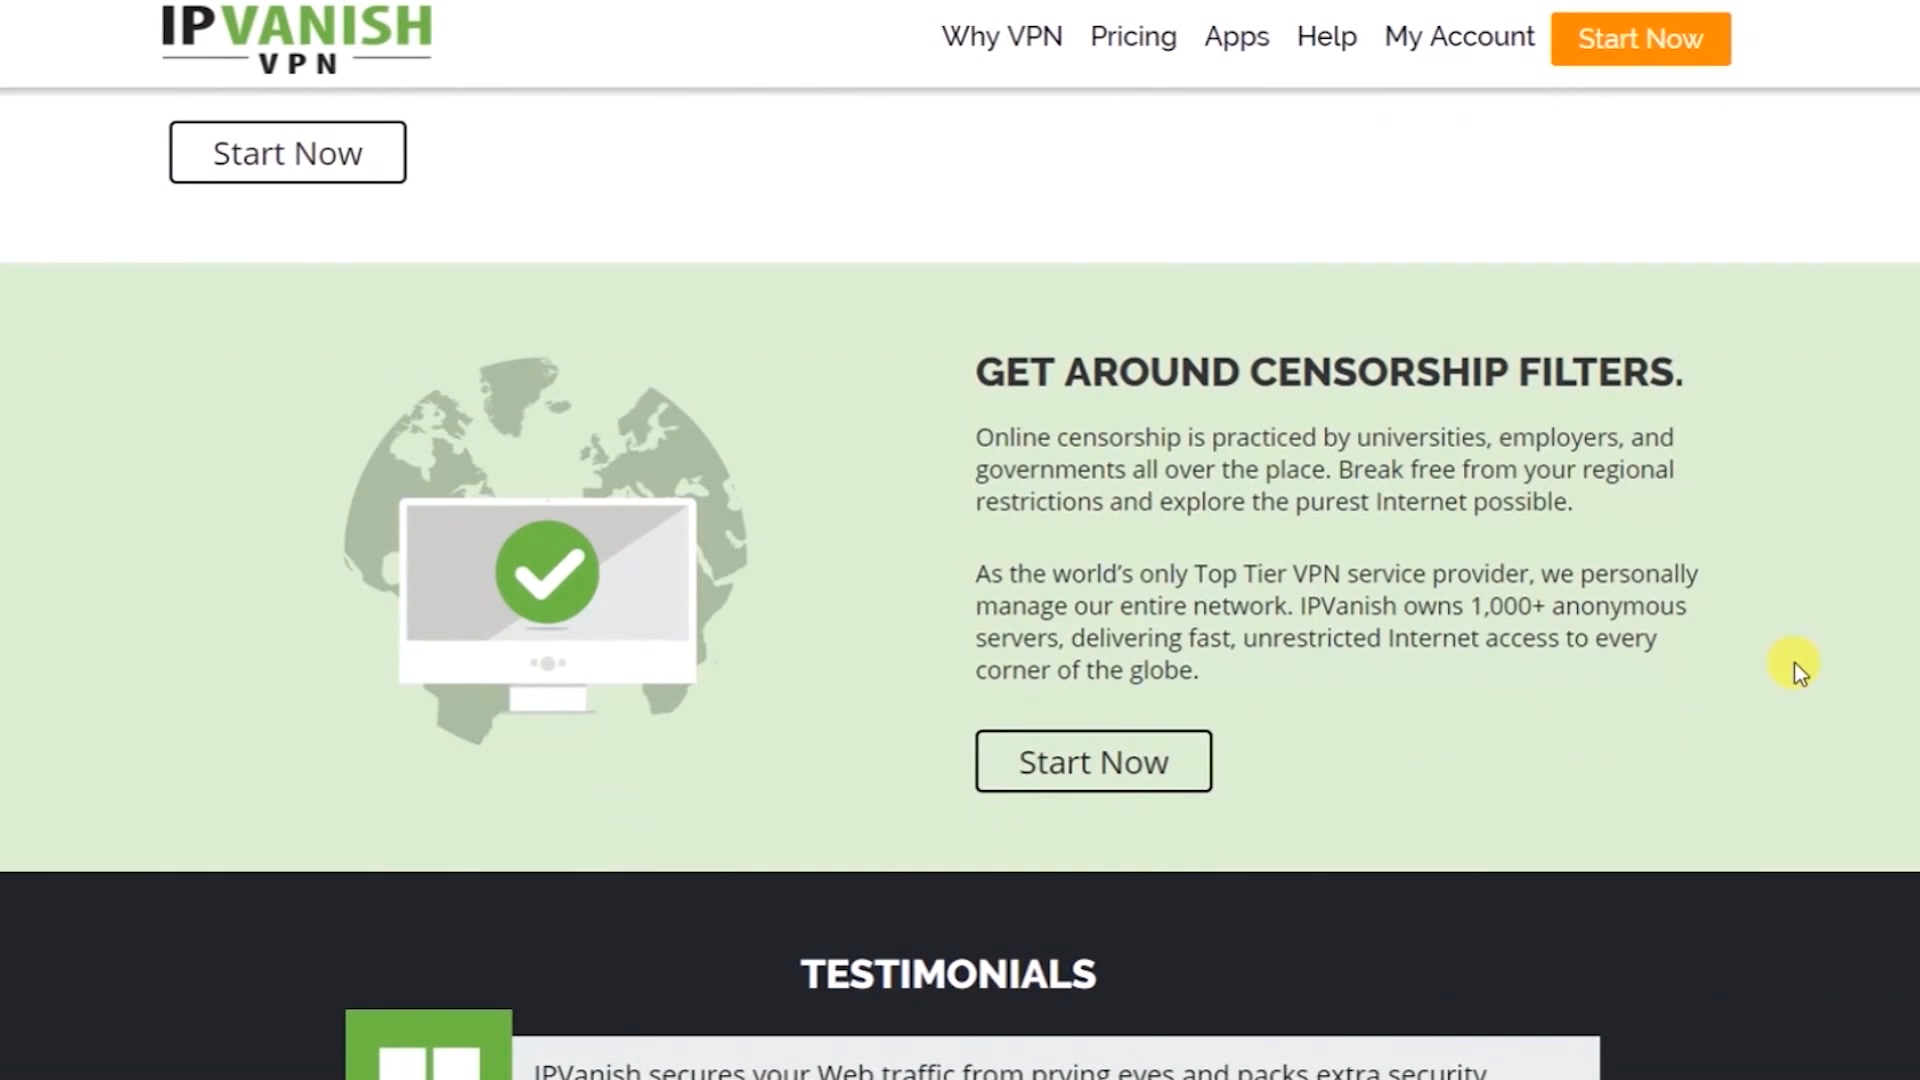 IPVANISH
VPN
Why VPN Pricing Apps Help My Account Start Now
Start Now
GET AROUND CENSORSHIP FILTERS.
Online censorship is practiced by universities, employers, and
governments all over the place. Break free from your regional
restrictions and explore the purest Internet possible.
As the world’s only Top Tier VPN service provider, we personally
manage our entire network. IPVanish owns 1,000+ anonymous
servers, delivering fast, unrestricted Internet access to every
corner of the globe.
Start Now
TESTIMONIALS
IPVanish secures your Web traffic from prying eyes and packs extra security